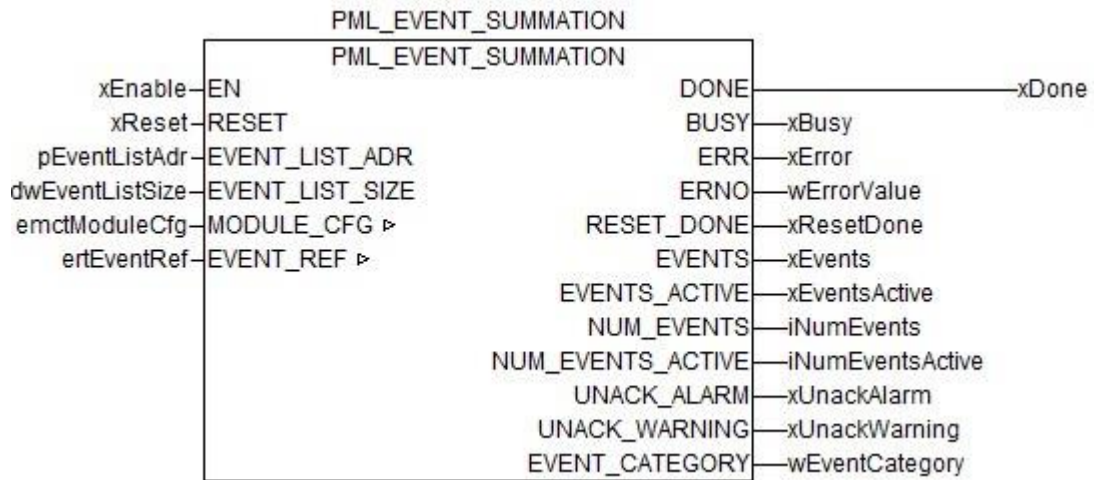 PML_EVENT_SUMMATION
PML_EVENT_SUMMATION
xEnable EN DONE xDone
xReset RESET BUSY xBusy
pEventListAdr EVENT_LIST_ADR ERR xError
dwEventListSize EVENT_LIST_SIZE ERNO wErrorValue
emctModuleCfg MODULE_CFG ▹ RESET_DONE xResetDone
ertEventRef EVENT_REF ▹ EVENTS xEvents
EVENTS_ACTIVE xEventsActive
NUM_EVENTS iNumEvents
NUM_EVENTS_ACTIVE iNumEventsActive
UNACK_ALARM xUnackAlarm
UNACK_WARNING xUnackWarning
EVENT_CATEGORY wEventCategory